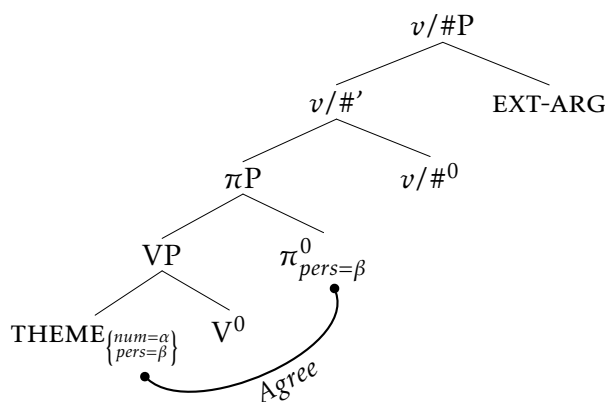 v/#P
v/#' EXT-ARG
πP v/#⁰
VP π⁰pers=β
THEME{num=α pers=β} V⁰
Agree